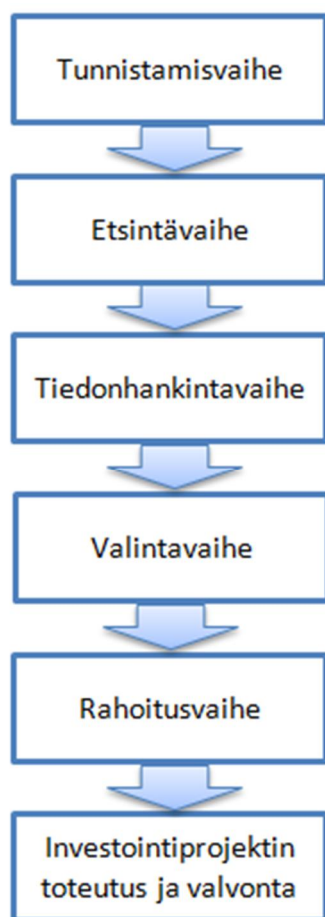 Tunnistamisvaihe
Etsintävaihe
Tiedonhankintavaihe
Valintavaihe
Rahoitusvaihe
Investointiprojektin
toteutus ja valvonta